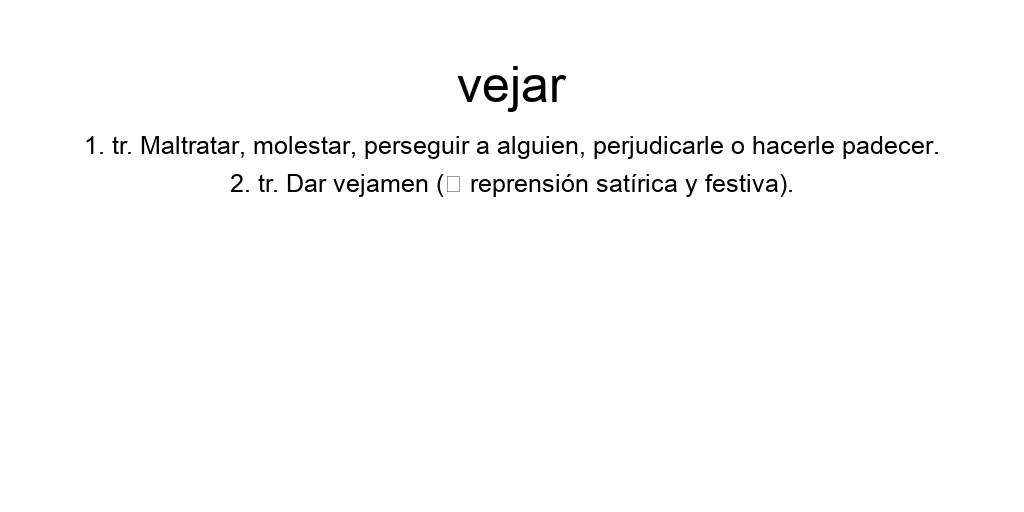 vejar
1. tr. Maltratar, molestar, perseguir a alguien, perjudicarle o hacerle padecer.
2. tr. Dar vejamen (□ reprensión satírica y festiva).